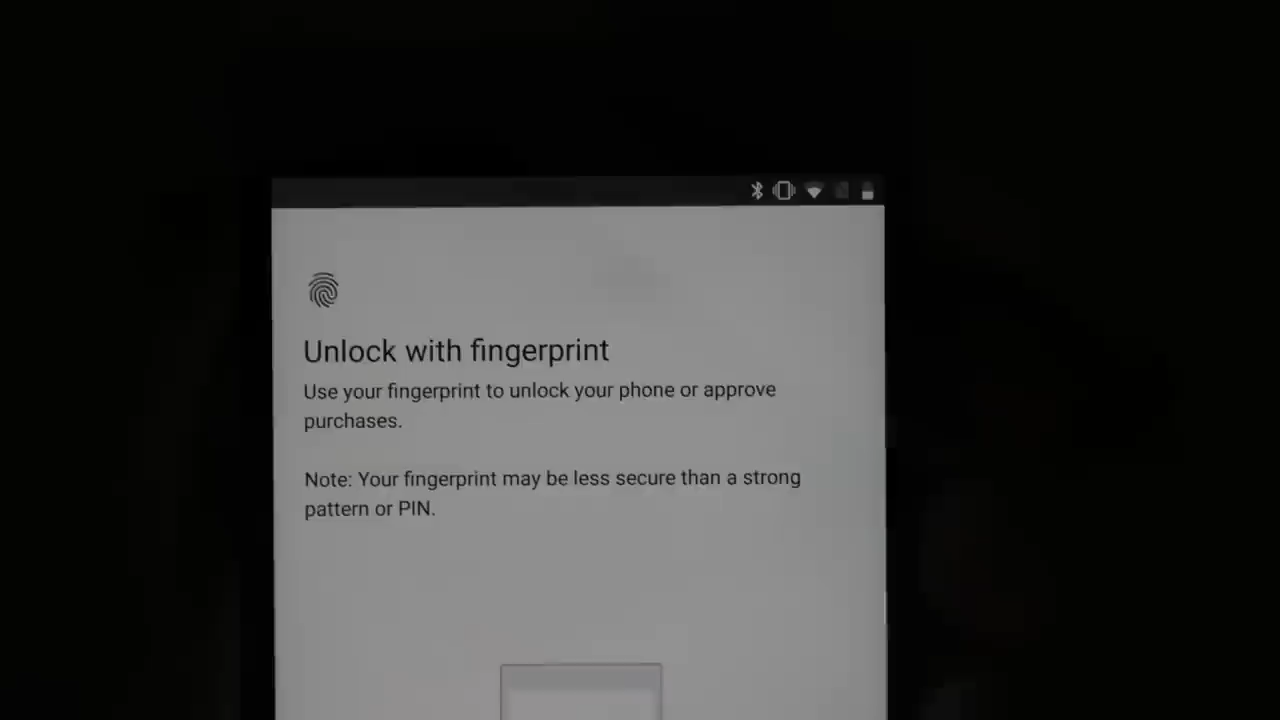 Unlock with fingerprint
Use your fingerprint to unlock your phone or approve
purchases.
Note: Your fingerprint may be less secure than a strong
pattern or PIN.